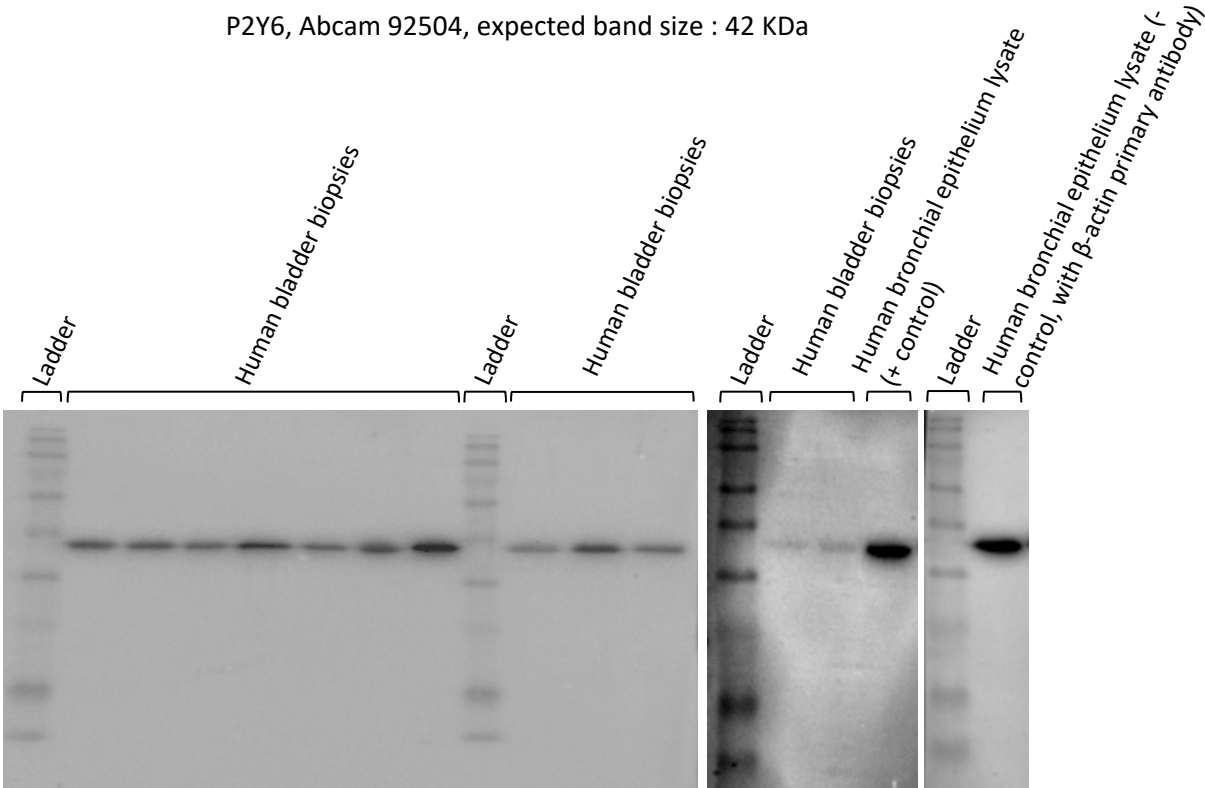 P2Y6, Abcam 92504, expected band size : 42 KDa
Ladder
Human bladder biopsies
Ladder
Human bladder biopsies
Ladder
Human bladder biopsies
Human bronchial epithelium lysate
(+ control)
Ladder
Human bronchial epithelium lysate (-
control, with β-actin primary antibody)